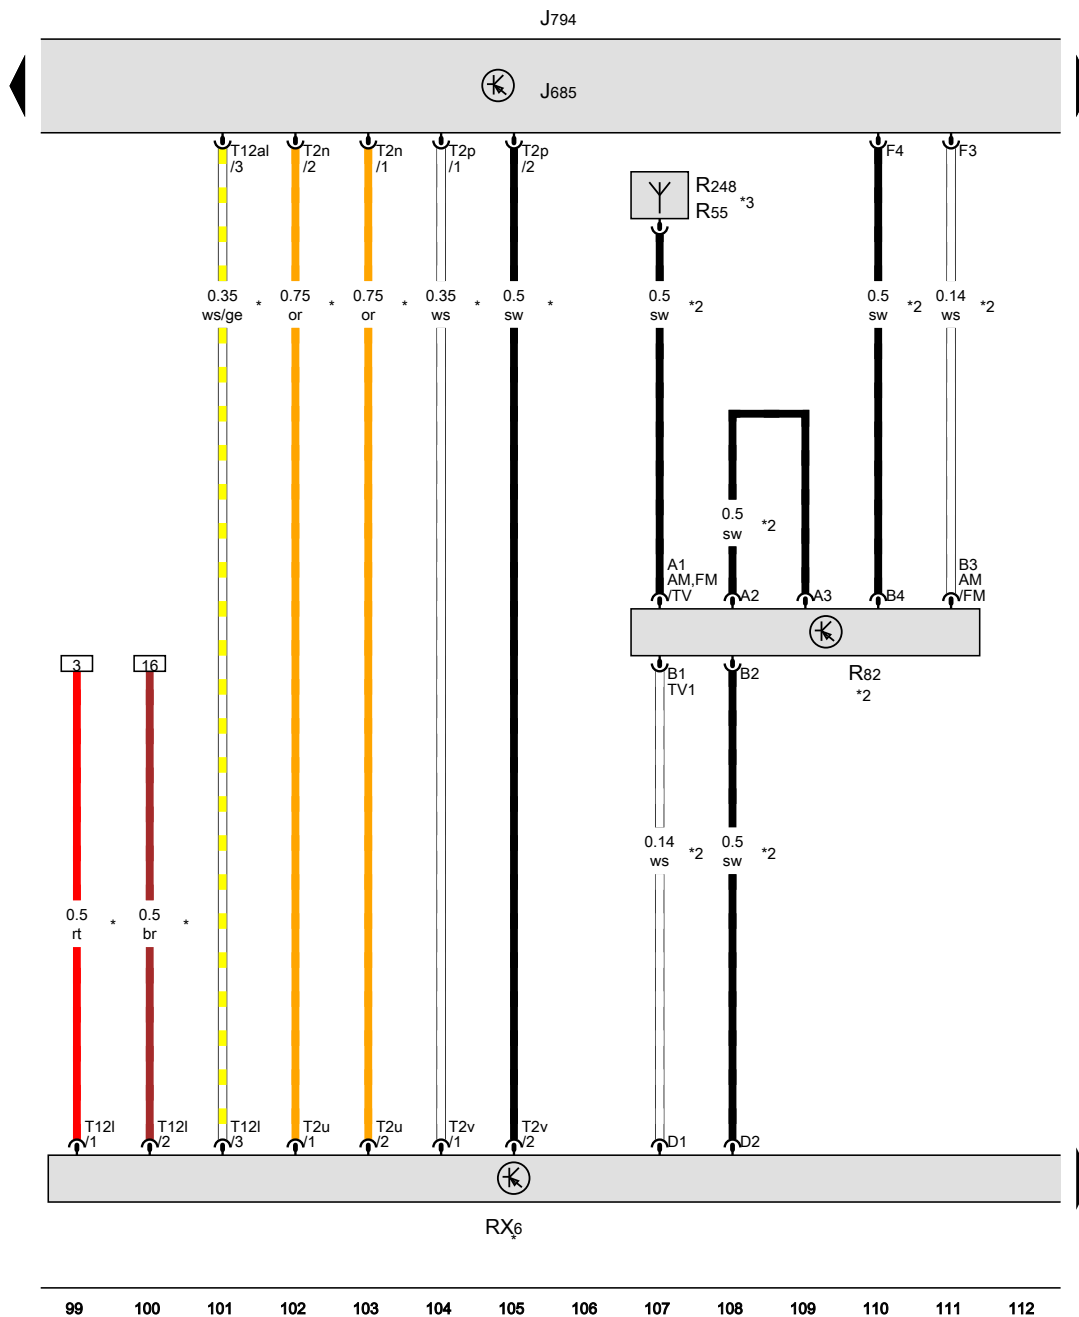 J794
J685
T12al
/3
T2n
/2
T2n
/1
T2p
/1
T2p
/2
F4
F3
R248
R55
*3
0.35
ws/ge
*
0.75
or
*
0.75
or
*
0.35
ws
*
0.5
sw
*
0.5
sw
*2
0.5
sw
*2
0.14
ws
*2
0.5
sw
*2
A1
AM,FM
/TV
A2
A3
B4
B3
AM
/FM
3
16
B1
TV1
B2
R82
*2
0.14
ws
*2
0.5
sw
*2
0.5
rt
*
0.5
br
*
T12l
/1
T12l
/2
T12l
/3
T2u
/1
T2u
/2
T2v
/1
T2v
/2
D1
D2
RX6
*
99 100 101 102 103 104 105 106 107 108 109 110 111 112